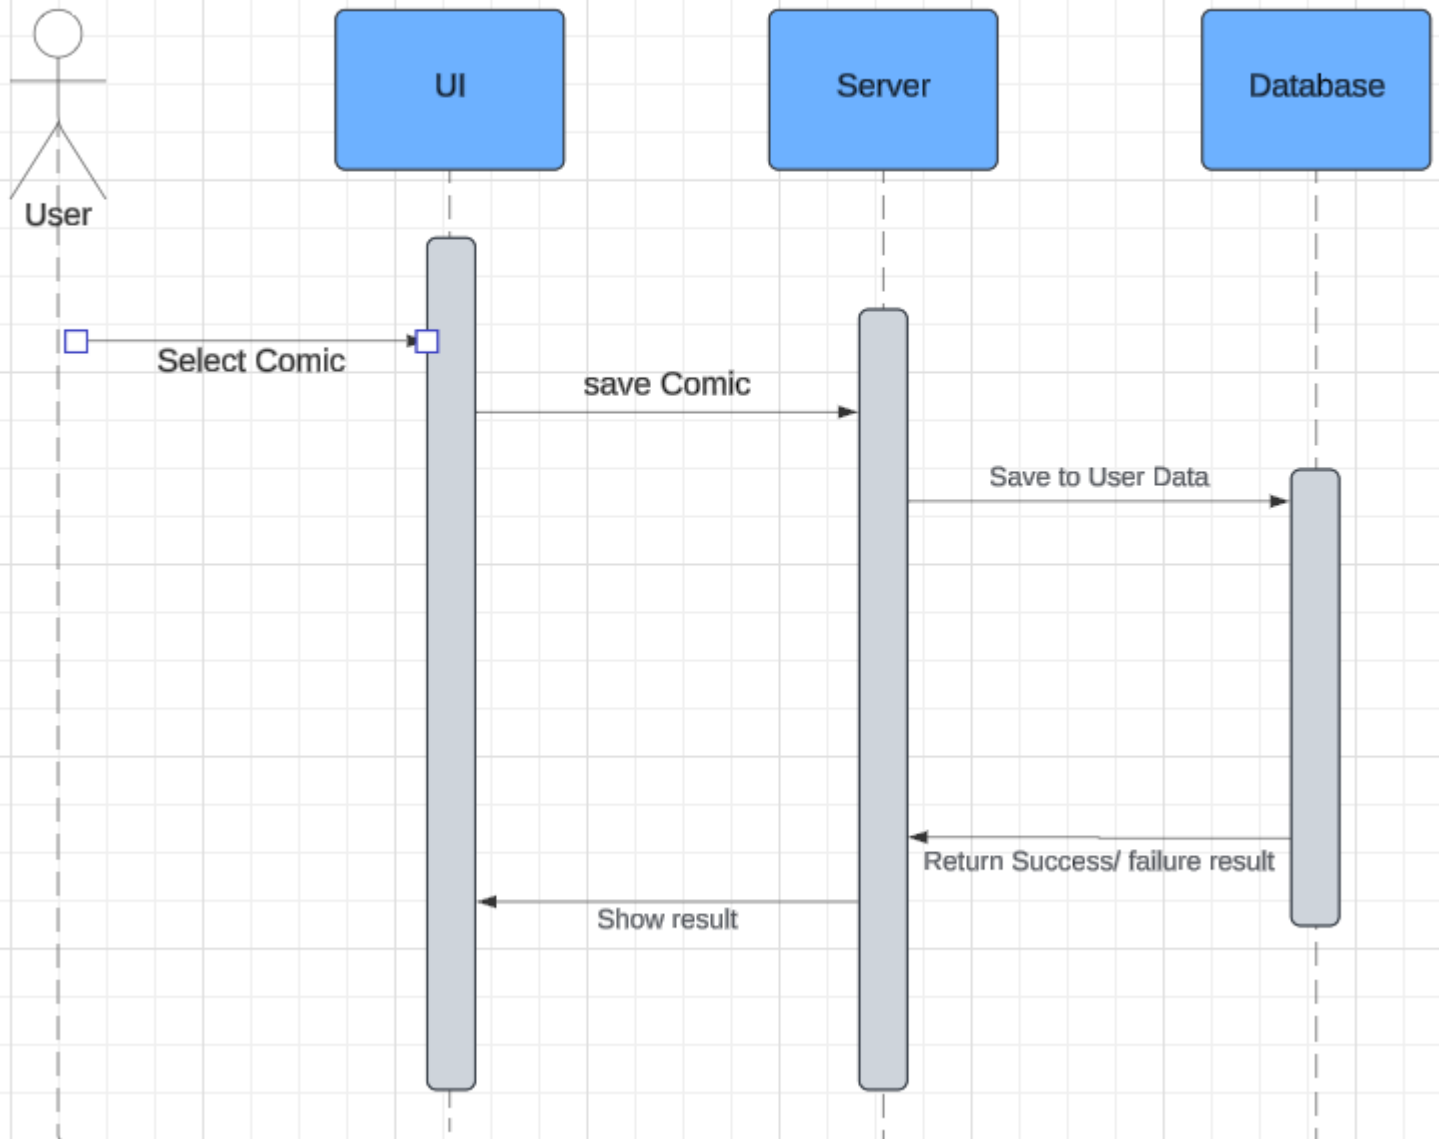 UI
Server
Database
User
Select Comic
save Comic
Save to User Data
Return Success/ failure result
Show result